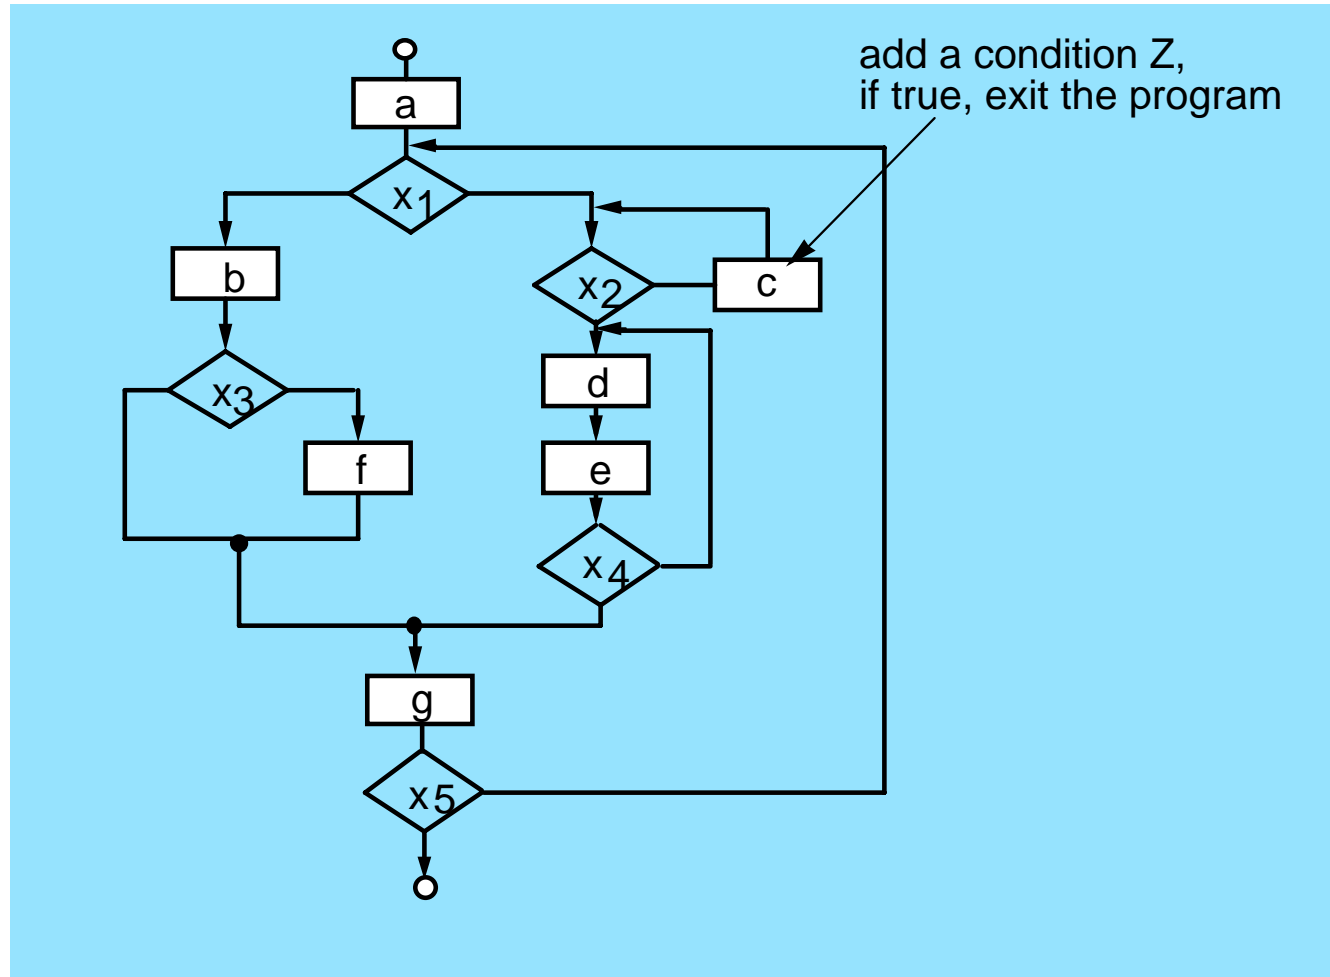 add a condition Z,
if true, exit the program
a
x1
b
x2
c
x3
d
f
e
x4
g
x5